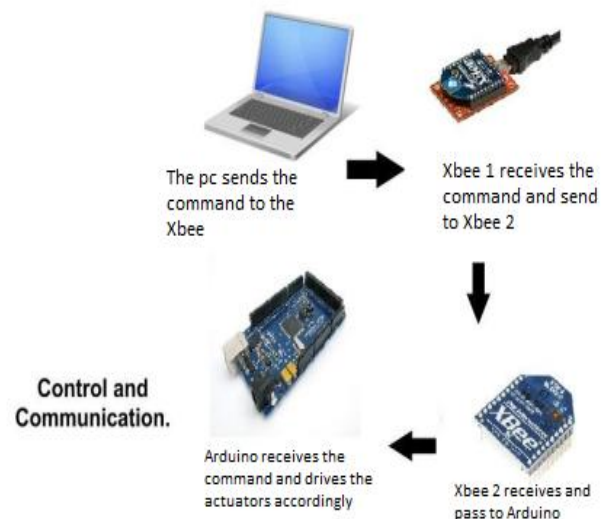 The pc sends the
command to the
Xbee
Xbee 1 receives the
command and send
to Xbee 2
Control and
Communication.
Arduino receives the
command and drives the
actuators accordingly
XBee
Xbee 2 receives and
pass to Arduino